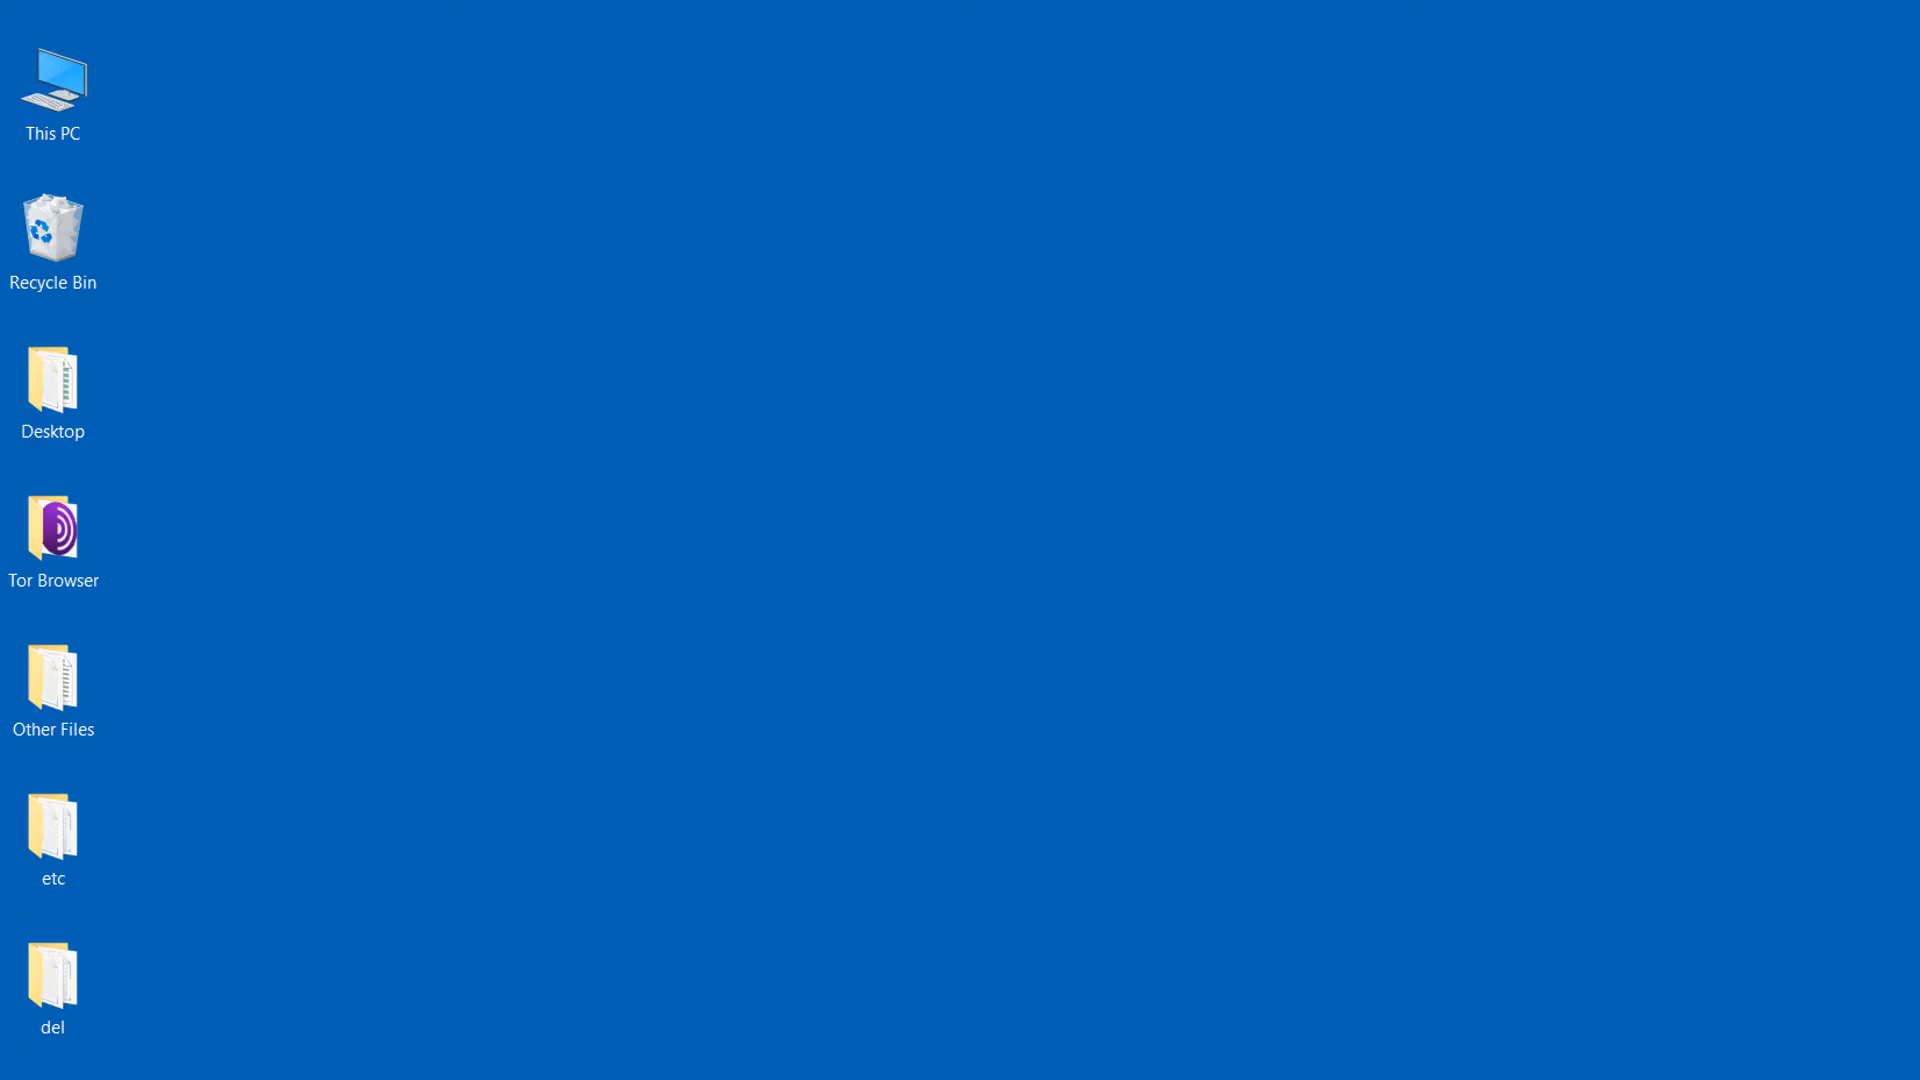 This PC
Recycle Bin
Desktop
Tor Browser
Other Files
etc
del